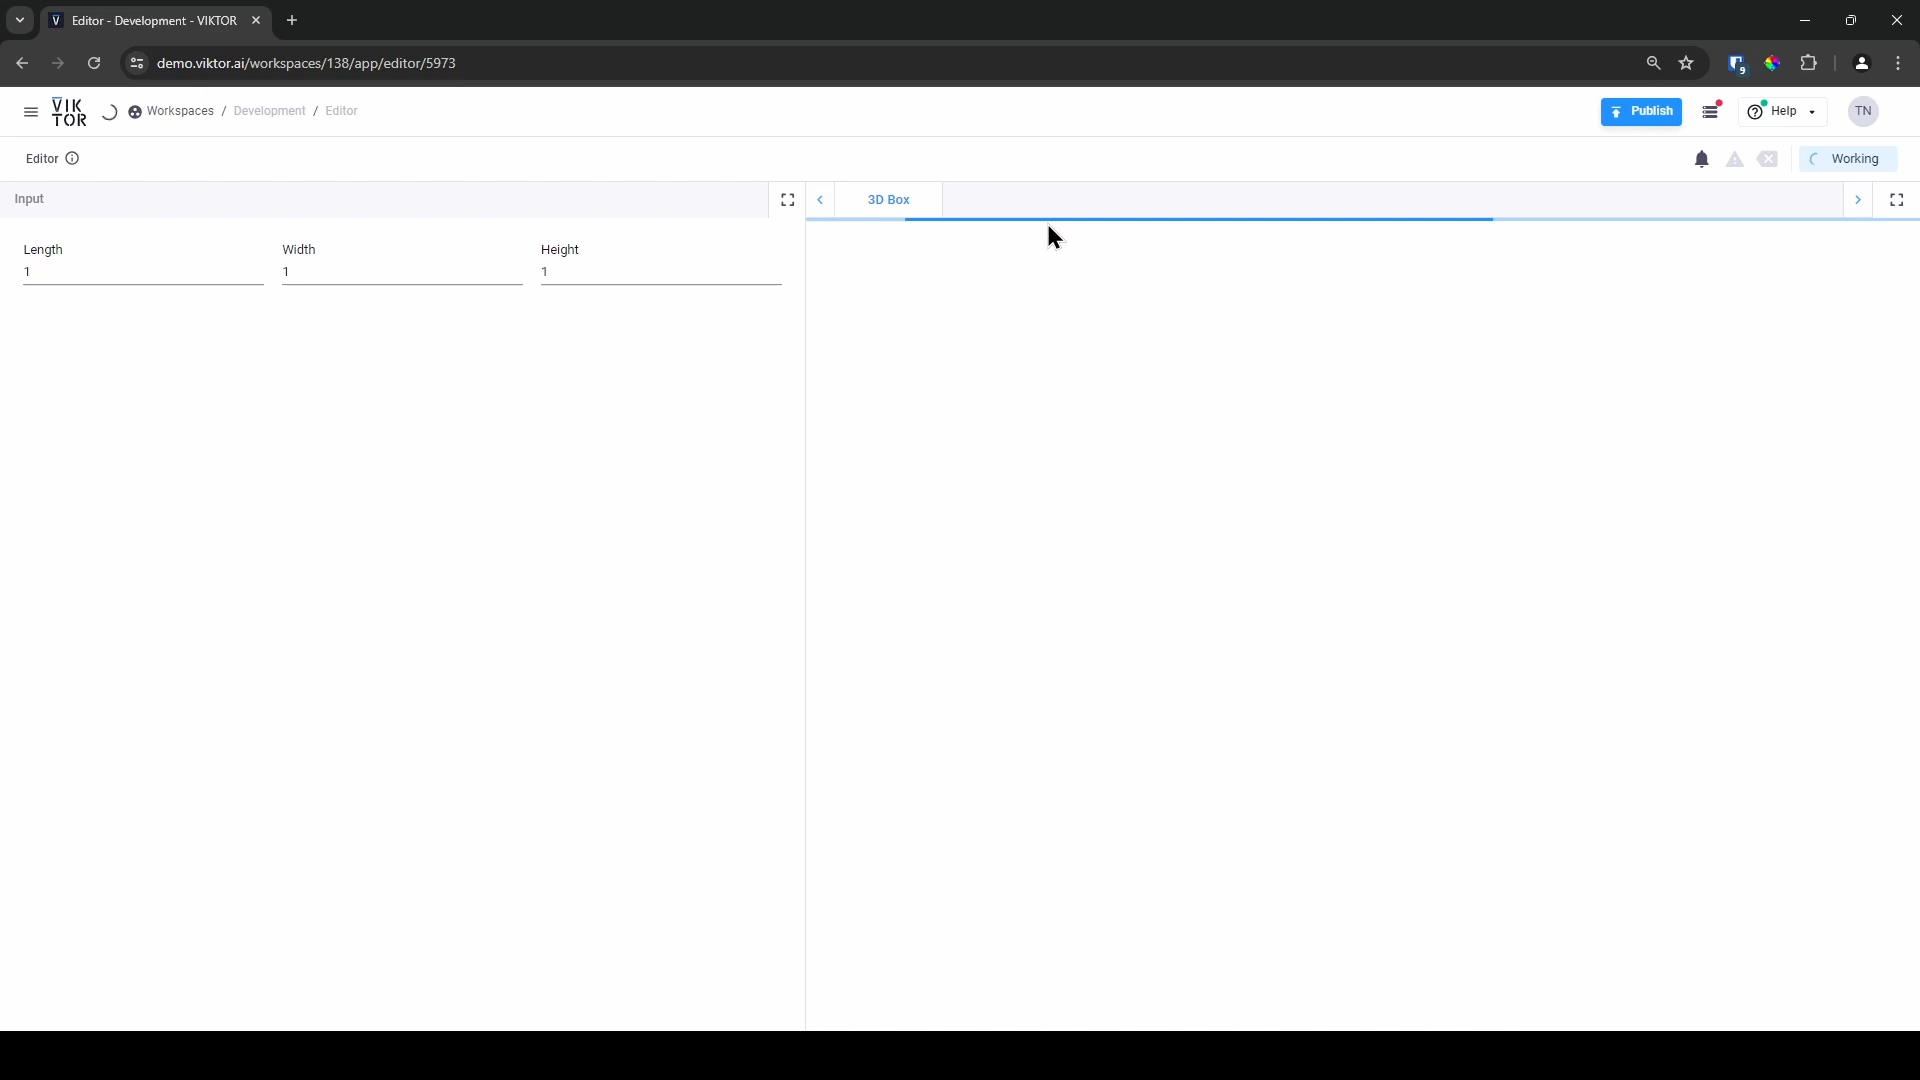 Editor - Development - VIKTOR
demo.viktor.ai/workspaces/138/app/editor/5973
9
VIK
TOR
Workspaces / Development / Editor
Publish
Help
TN
Editor
Working
Input
3D Box
Length
Width
Height
1
1
1